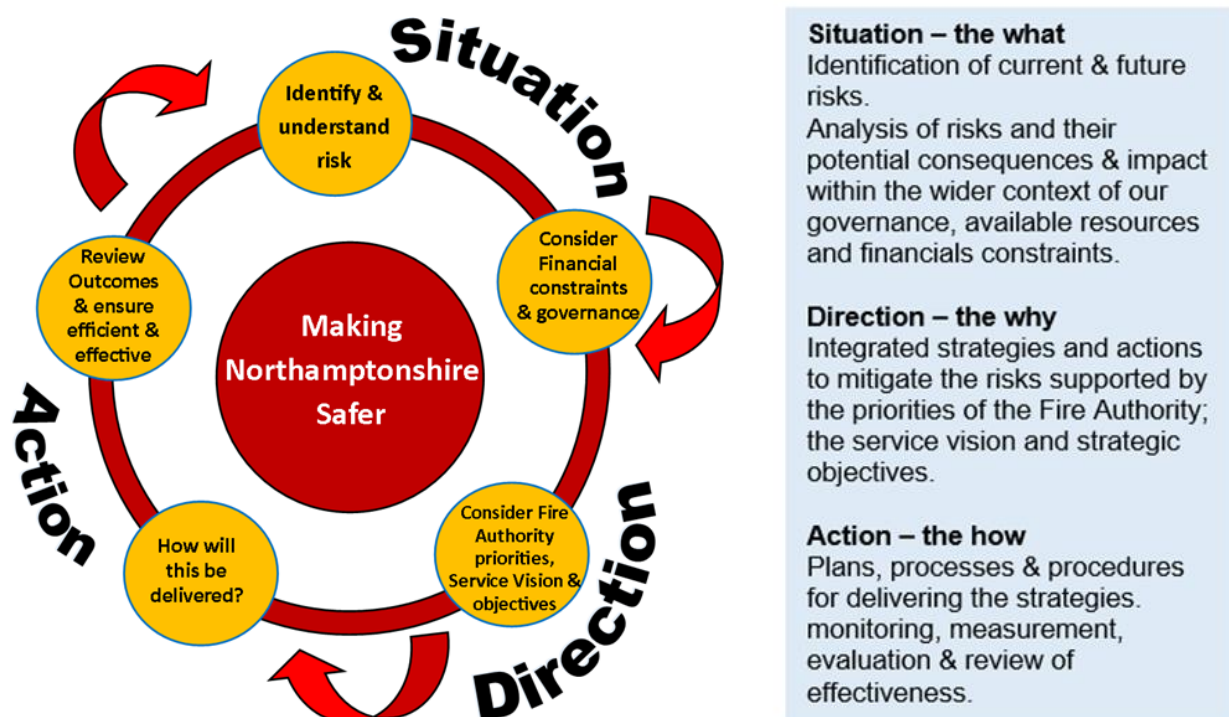 Situation
Identify &
understand
risk
Consider
Financial
constraints
& governance
Consider Fire
Authority
priorities,
Service Vision &
objectives
Direction
How will
this be
delivered?
Action
Review
Outcomes
& ensure
efficient &
effective
Making
Northamptonshire
Safer
Situation – the what
Identification of current & future
risks.
Analysis of risks and their
potential consequences & impact
within the wider context of our
governance, available resources
and financials constraints.
Direction – the why
Integrated strategies and actions
to mitigate the risks supported by
the priorities of the Fire Authority;
the service vision and strategic
objectives.
Action – the how
Plans, processes & procedures
for delivering the strategies.
monitoring, measurement,
evaluation & review of
effectiveness.